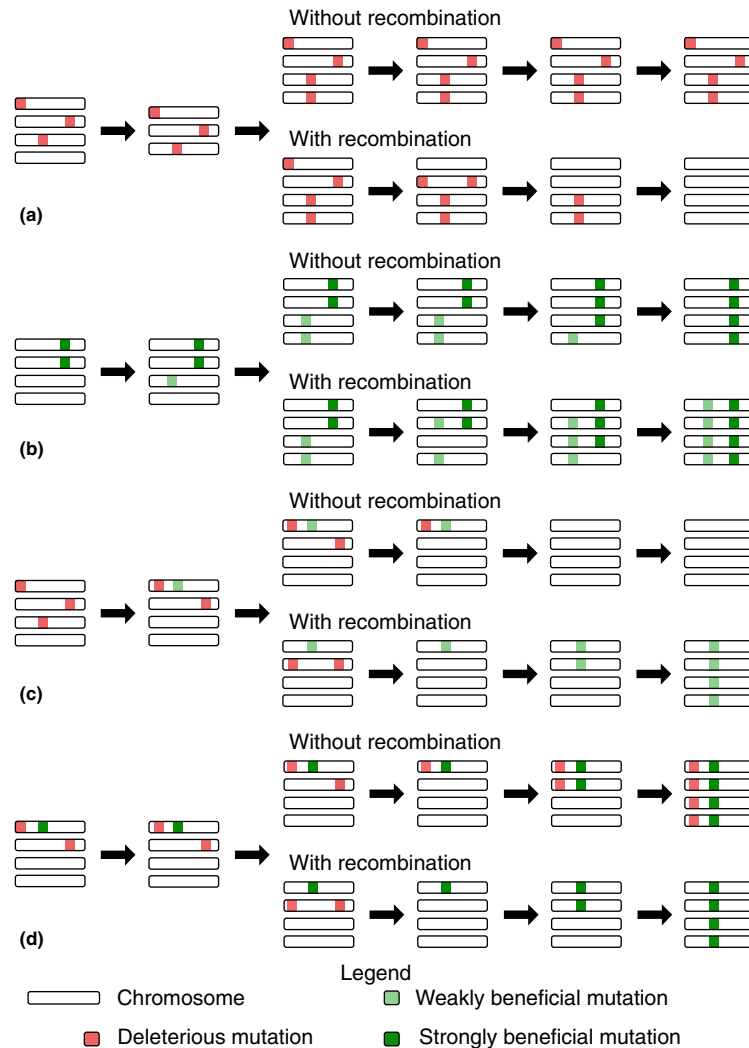 Without recombination
With recombination
(a)
Without recombination
With recombination
(b)
Without recombination
With recombination
(c)
Without recombination
With recombination
(d)
Legend
Chromosome
Weakly beneficial mutation
Deleterious mutation
Strongly beneficial mutation